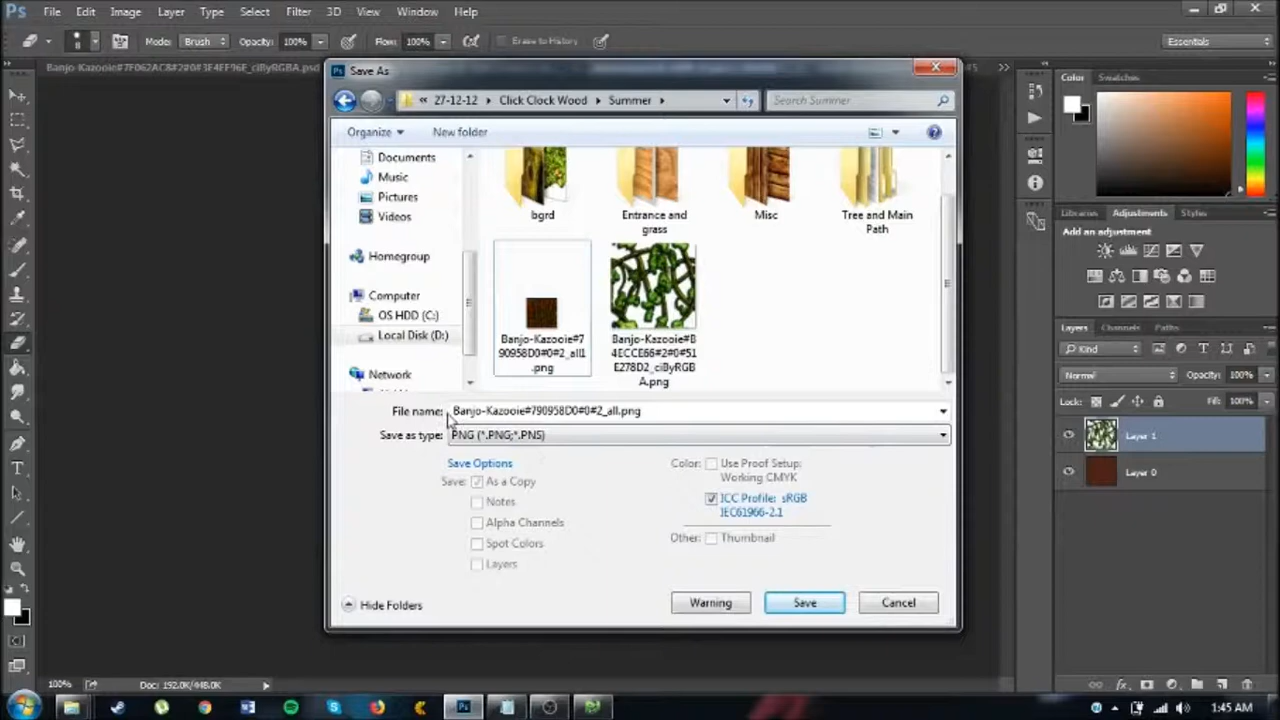 Ps File Edit Image Layer Type Select Filter 3D View Window Help
Mode: Brush Opacity: 100% Flow: 100% Erase to History Essentials
Banjo-Kazooie#7F062AC8#2#0#3F4FF96E_ciByRGBA.psd
Save As
Color Swatches
« 27-12-12 Click Clock Wood Summer Search Summer
Organize New folder
Documents
Music
Pictures
Videos
Homegroup
Computer
OS HDD (C:)
Local Disk (D:)
Network
bgrd
Entrance and
grass
Misc
Tree and Main
Path
Banjo-Kazooie#7
90958D0#0#2_all1
.png
Banjo-Kazooie#B
4ECCE66#2#0#51
E278D2_ciByRGB
A.png
File name: Banjo-Kazooie#790958D0#0#2_all.png
Save as type: PNG (*.PNG;*.PNS)
Save Options
Save: As a Copy
Notes
Alpha Channels
Spot Colors
Layers
Color: Use Proof Setup:
Working CMYK
ICC Profile: sRGB
IEC61966-2.1
Other: Thumbnail
Hide Folders Warning Save Cancel
Libraries Adjustments Styles
Add an adjustment
Layers Channels Paths
Kind
Normal Opacity: 100%
Lock: Fill: 100%
Layer 1
Layer 0
100% Doc: 192.0K/448.0K
1:45 AM